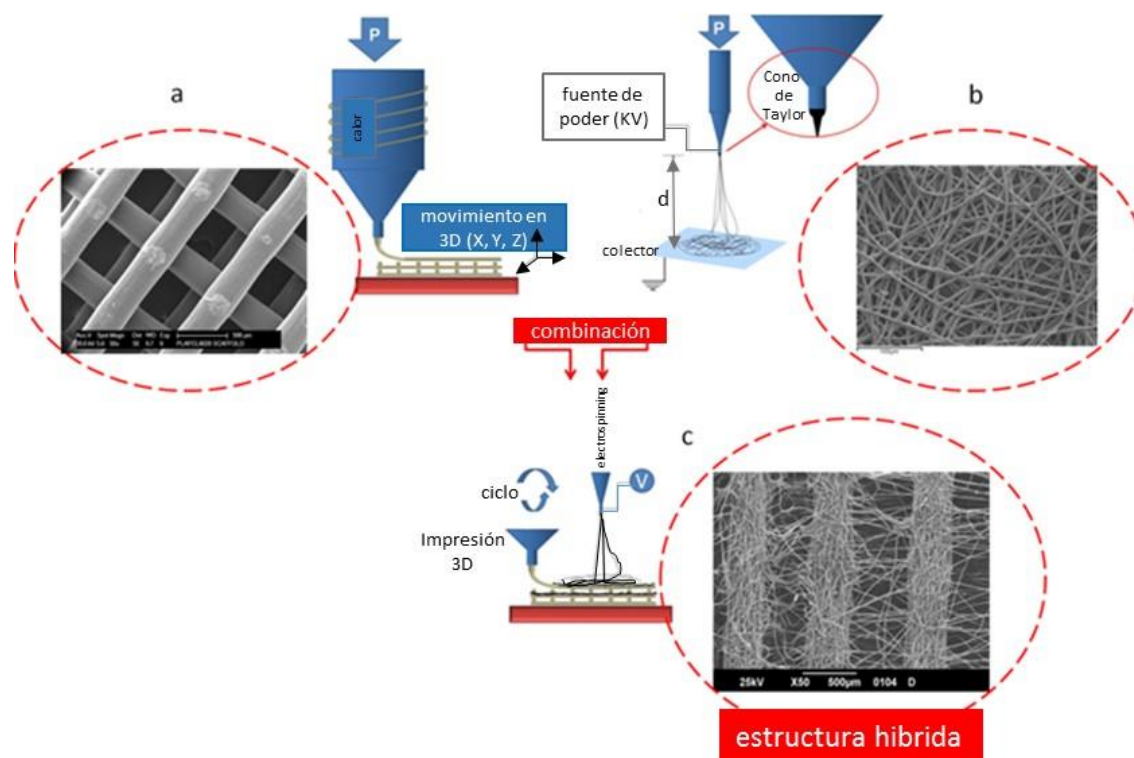 P
a
calor
movimiento en
3D (X, Y, Z)
P
fuente de
poder (KV)
Cono
de
Taylor
b
d
colector
combinación
electrospinning
c
ciclo
V
Impresión
3D
25kV X50 500µm 0104 D
estructura hibrida